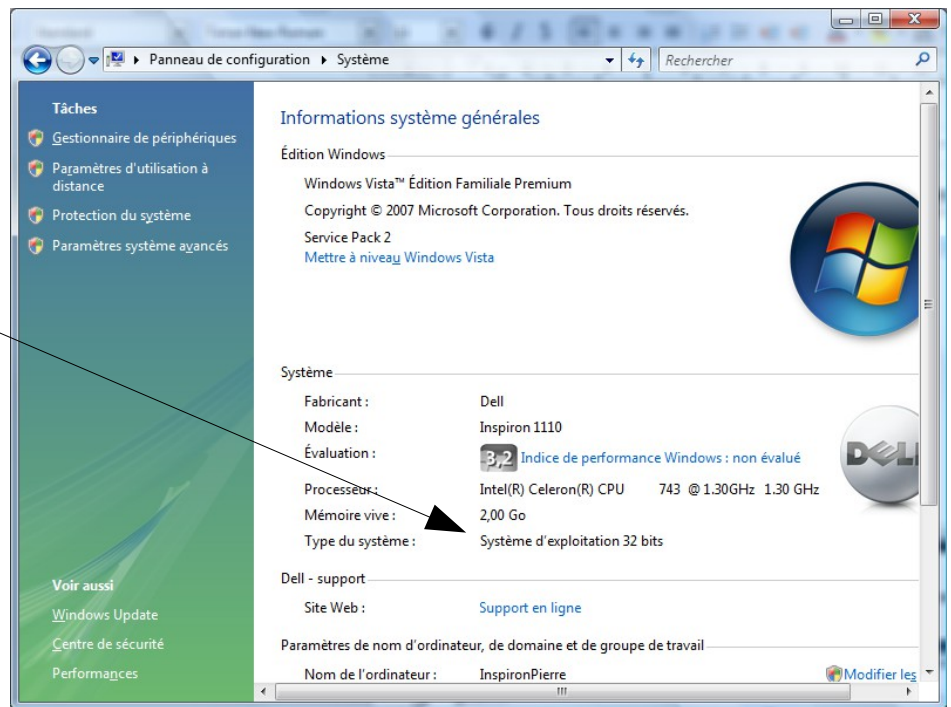 Panneau de configuration ▸ Système
Rechercher
Tâches
Gestionnaire de périphériques
Paramètres d'utilisation à
distance
Protection du système
Paramètres système avancés
Voir aussi
Windows Update
Centre de sécurité
Performances
Informations système générales
Édition Windows
Windows Vista™ Édition Familiale Premium
Copyright © 2007 Microsoft Corporation. Tous droits réservés.
Service Pack 2
Mettre à niveau Windows Vista
Système
Fabricant : Dell
Modèle : Inspiron 1110
Évaluation : 3,2 Indice de performance Windows : non évalué
Processeur : Intel(R) Celeron(R) CPU 743 @ 1.30GHz 1.30 GHz
Mémoire vive : 2,00 Go
Type du système : Système d'exploitation 32 bits
DELL
Dell - support
Site Web : Support en ligne
Paramètres de nom d'ordinateur, de domaine et de groupe de travail
Nom de l'ordinateur : InspironPierre
Modifier les